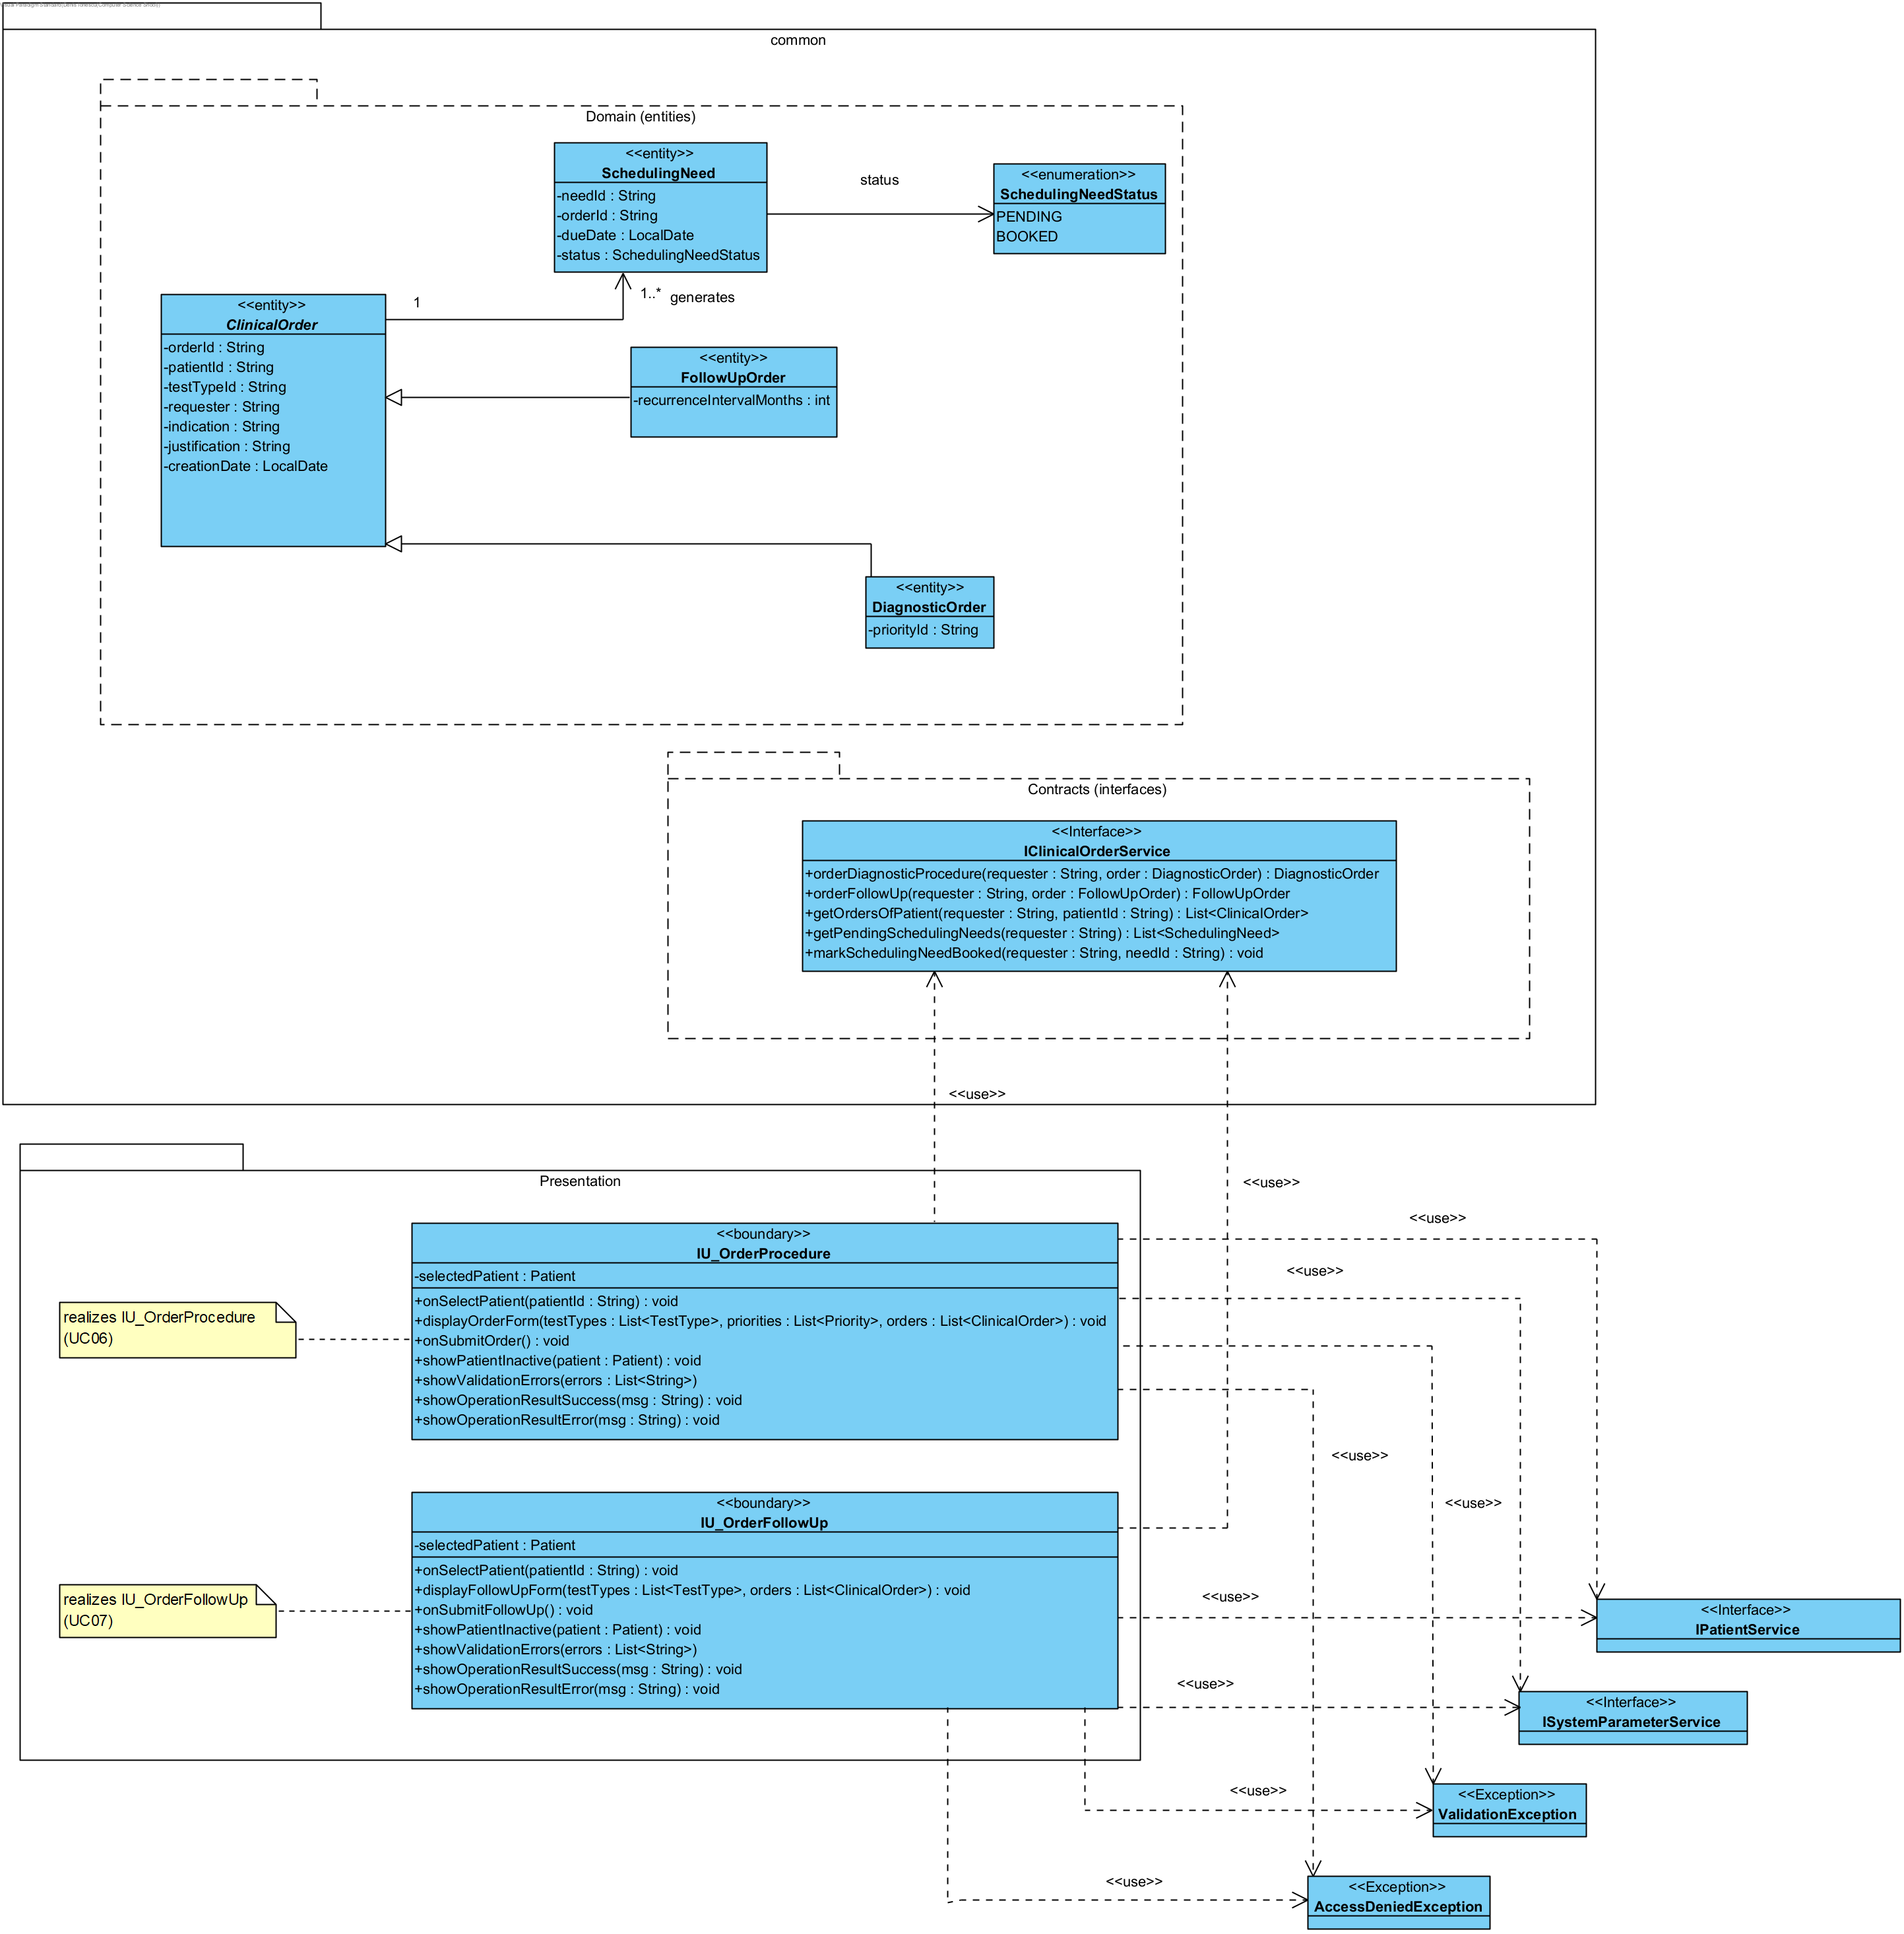 common
Domain (entities)
<<entity>>
SchedulingNeed
-needId : String
-orderId : String
-dueDate : LocalDate
-status : SchedulingNeedStatus
status
<<enumeration>>
SchedulingNeedStatus
PENDING
BOOKED
1
1..*
generates
<<entity>>
ClinicalOrder
-orderId : String
-patientId : String
-testTypeId : String
-requester : String
-indication : String
-justification : String
-creationDate : LocalDate
<<entity>>
FollowUpOrder
-recurrenceIntervalMonths : int
<<entity>>
DiagnosticOrder
-priorityId : String
Contracts (interfaces)
<<Interface>>
IClinicalOrderService
+orderDiagnosticProcedure(requester : String, order : DiagnosticOrder) : DiagnosticOrder
+orderFollowUp(requester : String, order : FollowUpOrder) : FollowUpOrder
+getOrdersOfPatient(requester : String, patientId : String) : List<ClinicalOrder>
+getPendingSchedulingNeeds(requester : String) : List<SchedulingNeed>
+markSchedulingNeedBooked(requester : String, needId : String) : void
<<use>>
Presentation
<<use>>
<<use>>
<<use>>
<<boundary>>
IU_OrderProcedure
-selectedPatient : Patient
+onSelectPatient(patientId : String) : void
+displayOrderForm(testTypes : List<TestType>, priorities : List<Priority>, orders : List<ClinicalOrder>) : void
+onSubmitOrder() : void
+showPatientInactive(patient : Patient) : void
+showValidationErrors(errors : List<String>)
+showOperationResultSuccess(msg : String) : void
+showOperationResultError(msg : String) : void
realizes IU_OrderProcedure
(UC06)
<<use>>
<<use>>
<<boundary>>
IU_OrderFollowUp
-selectedPatient : Patient
+onSelectPatient(patientId : String) : void
+displayFollowUpForm(testTypes : List<TestType>, orders : List<ClinicalOrder>) : void
+onSubmitFollowUp() : void
+showPatientInactive(patient : Patient) : void
+showValidationErrors(errors : List<String>)
+showOperationResultSuccess(msg : String) : void
+showOperationResultError(msg : String) : void
realizes IU_OrderFollowUp
(UC07)
<<use>>
<<Interface>>
IPatientService
<<use>>
<<Interface>>
ISystemParameterService
<<use>>
<<Exception>>
ValidationException
<<use>>
<<Exception>>
AccessDeniedException